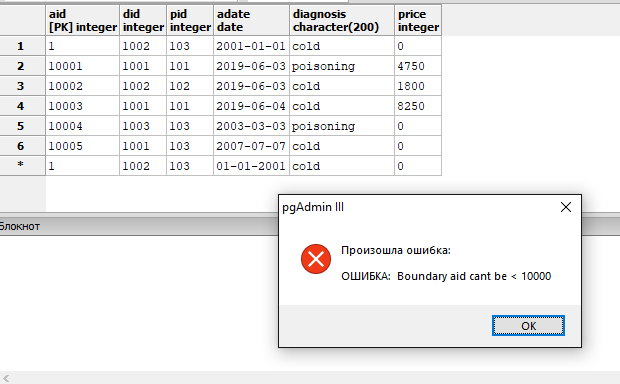 aid did pid adate diagnosis price
[PK] integer integer integer date character(200) integer
1 1 1002 103 2001-01-01 cold 0
2 10001 1001 101 2019-06-03 poisoning 4750
3 10002 1002 102 2019-06-03 cold 1800
4 10003 1001 101 2019-06-04 cold 8250
5 10004 1003 103 2003-03-03 poisoning 0
6 10005 1001 103 2007-07-07 cold 0
* 1 1002 103 01-01-2001 cold 0
Блокнот
pgAdmin III
Произошла ошибка:
ОШИБКА: Boundary aid cant be < 10000
OK